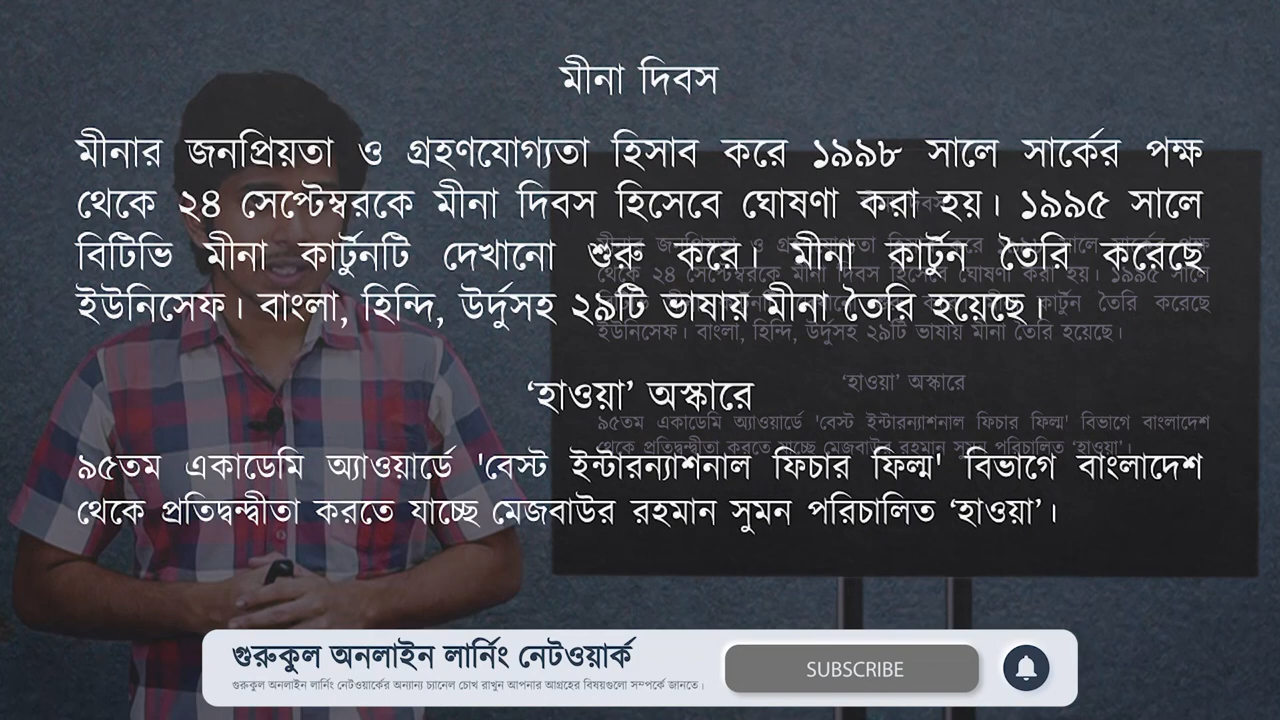 মীনা দিবস
মীনার জনপ্রিয়তা ও গ্রহণযোগ্যতা হিসাব করে ১৯৯৮ সালে সার্কের পক্ষ
থেকে ২৪ সেপ্টেম্বরকে মীনা দিবস হিসেবে ঘোষণা করা হয়। ১৯৯৫ সালে
বিটিভি মীনা কার্টুনটি দেখানো শুরু করে। মীনা কার্টুন তৈরি করেছে
ইউনিসেফ। বাংলা, হিন্দি, উর্দুসহ ২৯টি ভাষায় মীনা তৈরি হয়েছে।
‘হাওয়া’ অস্কারে
৯৫তম একাডেমি অ্যাওয়ার্ডে 'বেস্ট ইন্টারন্যাশনাল ফিচার ফিল্ম' বিভাগে বাংলাদেশ
থেকে প্রতিদ্বন্দ্বীতা করতে যাচ্ছে মেজবাউর রহমান সুমন পরিচালিত ‘হাওয়া’।
গুরুকুল অনলাইন লার্নিং নেটওয়ার্ক
গুরুকুল অনলাইন লার্নিং নেটওয়ার্কের অন্যান্য চ্যানেল চোখ রাখুন আপনার আগ্রহের বিষয়গুলো সম্পর্কে জানতে।
SUBSCRIBE